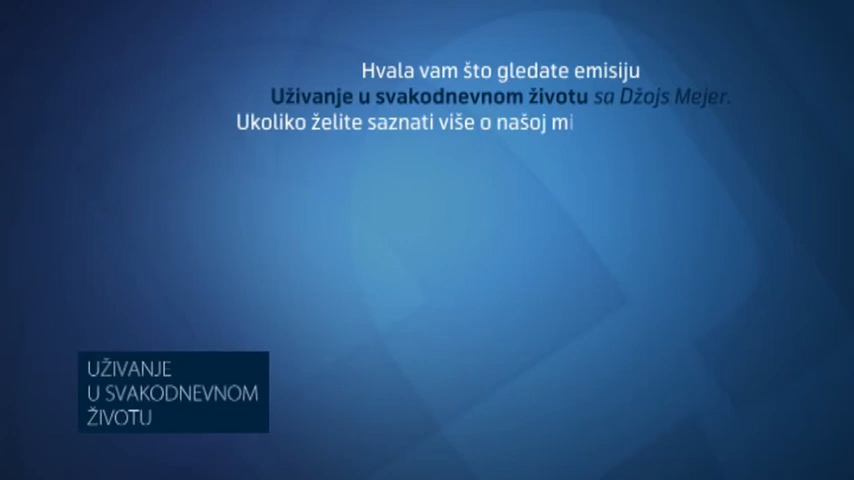 Hvala vam što gledate emisiju
Uživanje u svakodnevnom životu sa Džojs Mejer.
Ukoliko želite saznati više o našoj
UŽIVANJE
U SVAKODNEVNOM
ŽIVOTU